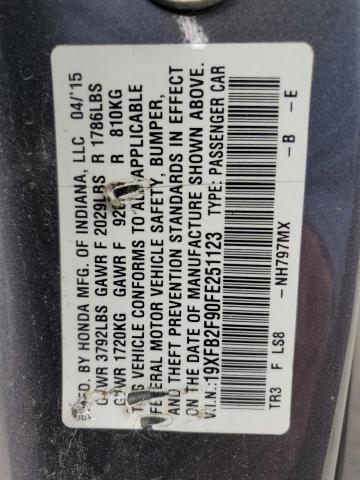 MFD. BY HONDA MFG. OF INDIANA, LLC 04/'15
GVWR 3792LBS GAWR F 2029LBS R 1786LBS
GVWR 1720KG GAWR F R 810KG
THIS VEHICLE CONFORMS TO ALL APPLICABLE
FEDERAL MOTOR VEHICLE SAFETY, BUMPER,
AND THEFT PREVENTION STANDARDS IN EFFECT
ON THE DATE OF MANUFACTURE SHOWN ABOVE.
V.I.N.:19XFB2F90FE251123 TYPE: PASSENGER CAR
TR3 F LS8 -NH797MX -B -E